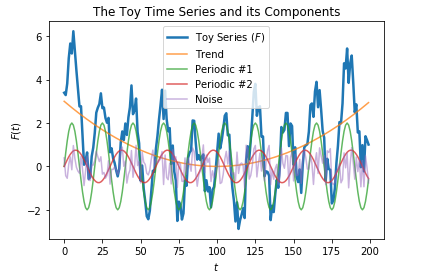 The Toy Time Series and its Components
Toy Series (F)
Trend
Periodic #1
Periodic #2
Noise
F(t)
6
4
2
0
−2
0 25 50 75 100 125 150 175 200
t